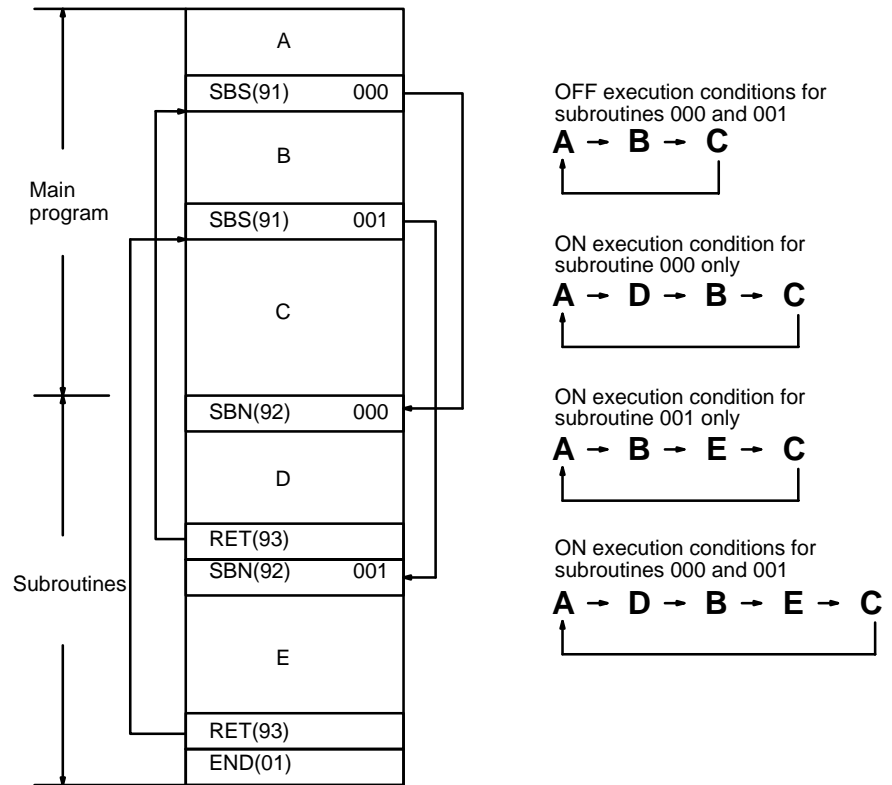 A
SBS(91) 000
B
SBS(91) 001
C
SBN(92) 000
D
RET(93)
SBN(92) 001
E
RET(93)
END(01)
Main
program
Subroutines
OFF execution conditions for
subroutines 000 and 001
A → B → C
ON execution condition for
subroutine 000 only
A → D → B → C
ON execution condition for
subroutine 001 only
A → B → E → C
ON execution conditions for
subroutines 000 and 001
A → D → B → E → C